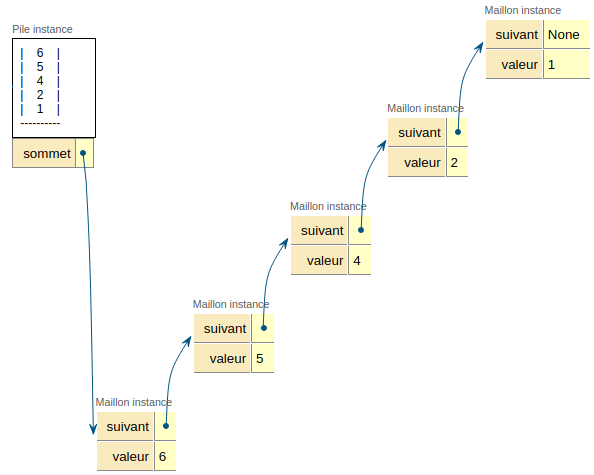 Pile instance
| 6 |
| 5 |
| 4 |
| 2 |
| 1 |
----------
sommet
Maillon instance
suivant None
valeur 1
Maillon instance
suivant
valeur 2
Maillon instance
suivant
valeur 4
Maillon instance
suivant
valeur 5
Maillon instance
suivant
valeur 6